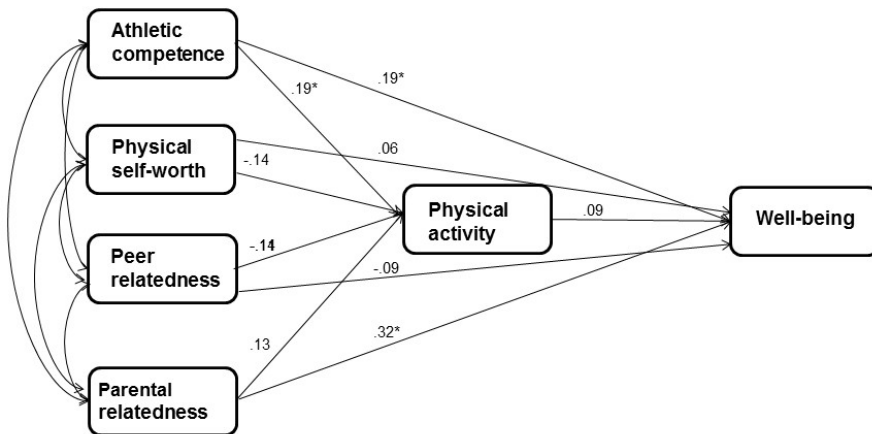 Athletic
competence
.19*
.19*
Physical
self-worth
.06
-.14
Physical
activity
.09
Well-being
Peer
relatedness
-.09
.32*
.13
Parental
relatedness